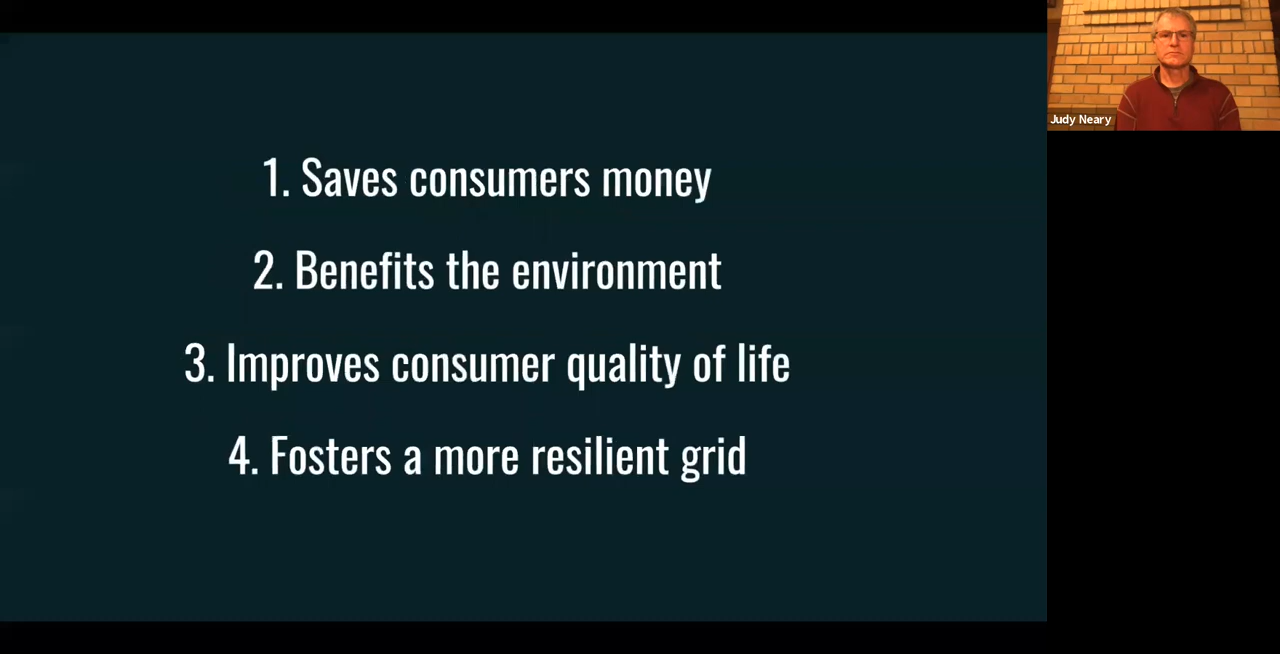 1. Saves consumers money
2. Benefits the environment
3. Improves consumer quality of life
4. Fosters a more resilient grid
Judy Neary